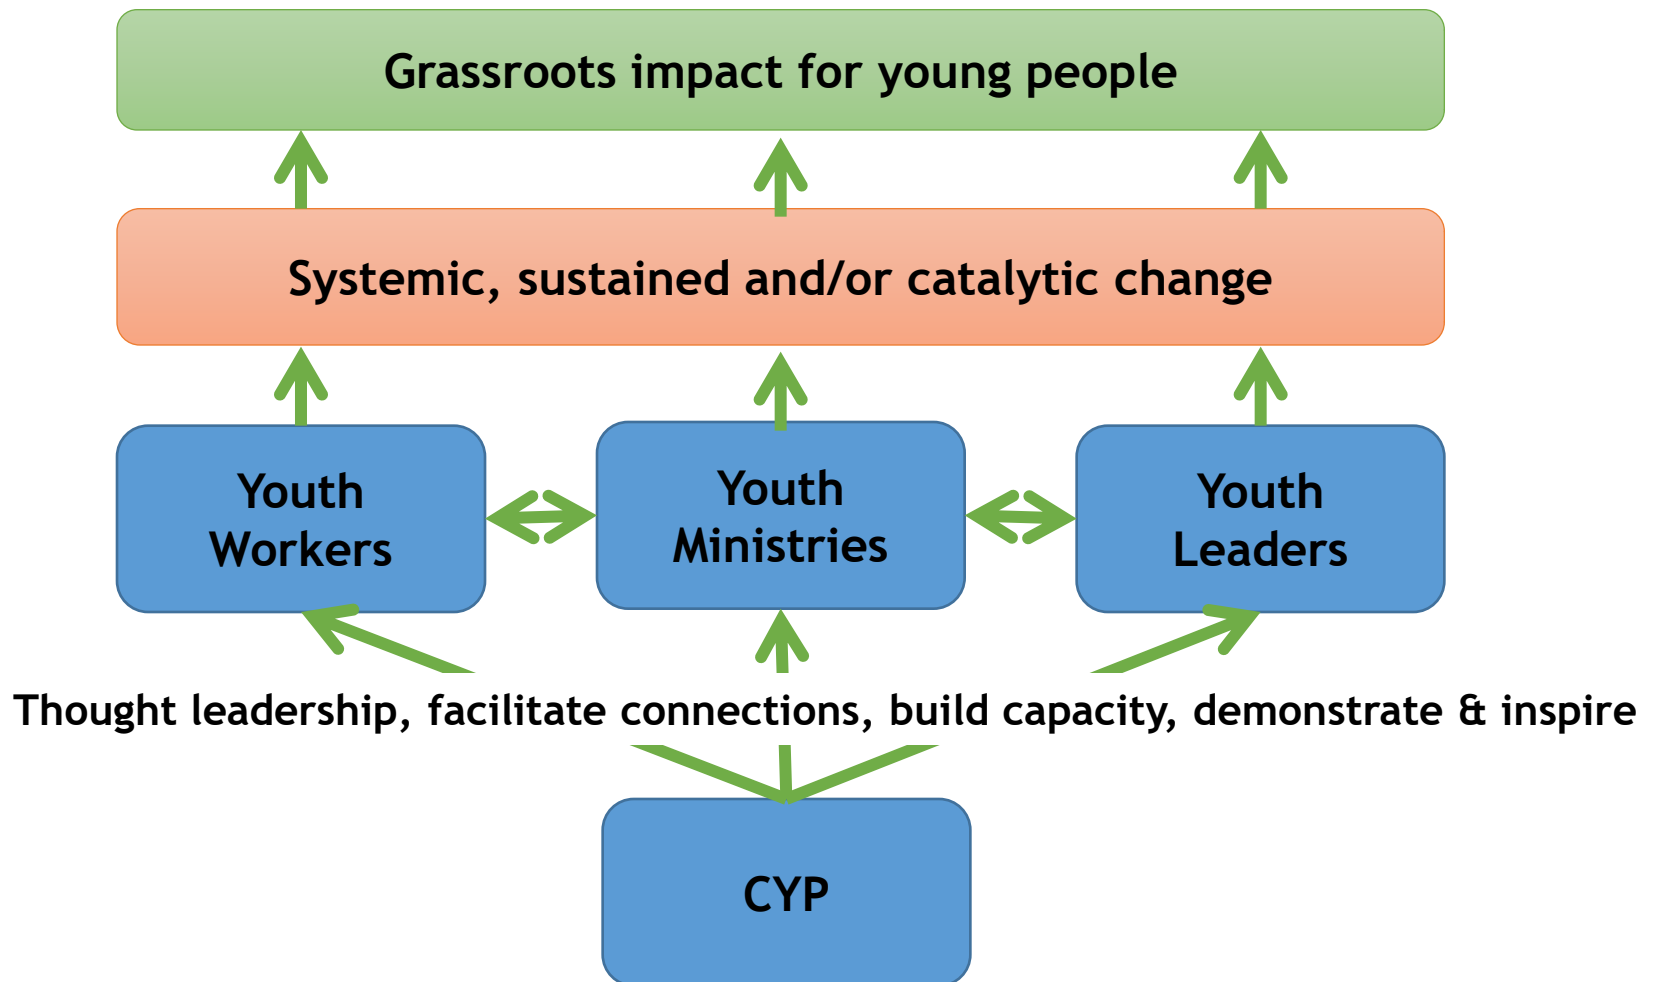 Grassroots impact for young people
Systemic, sustained and/or catalytic change
Youth
Workers
Youth
Ministries
Youth
Leaders
Thought leadership, facilitate connections, build capacity, demonstrate & inspire
CYP